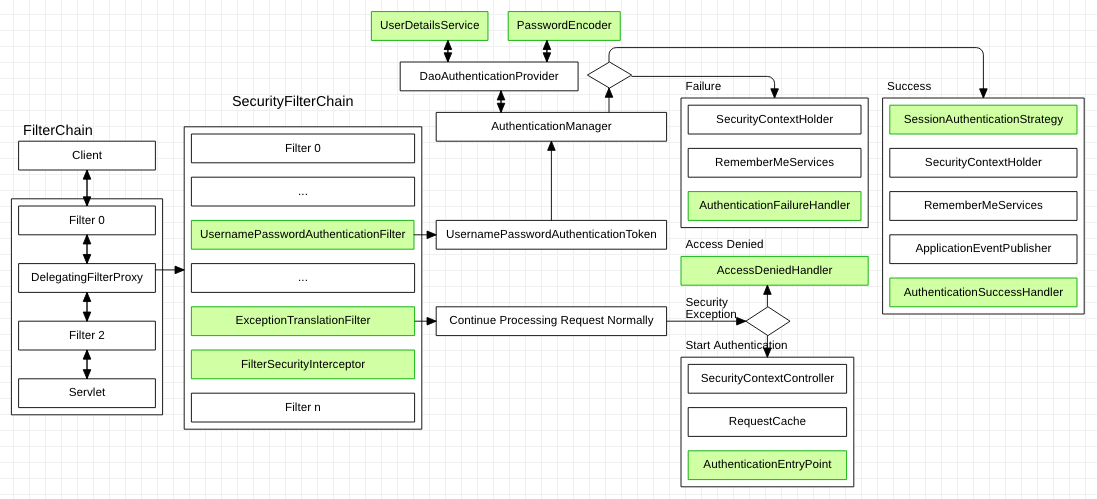 UserDetailsService
PasswordEncoder
DaoAuthenticationProvider
AuthenticationManager
SecurityFilterChain
FilterChain
Client
Filter 0
DelegatingFilterProxy
Filter 2
Servlet
Filter 0
...
UsernamePasswordAuthenticationFilter
...
ExceptionTranslationFilter
FilterSecurityInterceptor
Filter n
UsernamePasswordAuthenticationToken
Continue Processing Request Normally
Failure
SecurityContextHolder
RememberMeServices
AuthenticationFailureHandler
Access Denied
AccessDeniedHandler
Security
Exception
Start Authentication
SecurityContextController
RequestCache
AuthenticationEntryPoint
Success
SessionAuthenticationStrategy
SecurityContextHolder
RememberMeServices
ApplicationEventPublisher
AuthenticationSuccessHandler